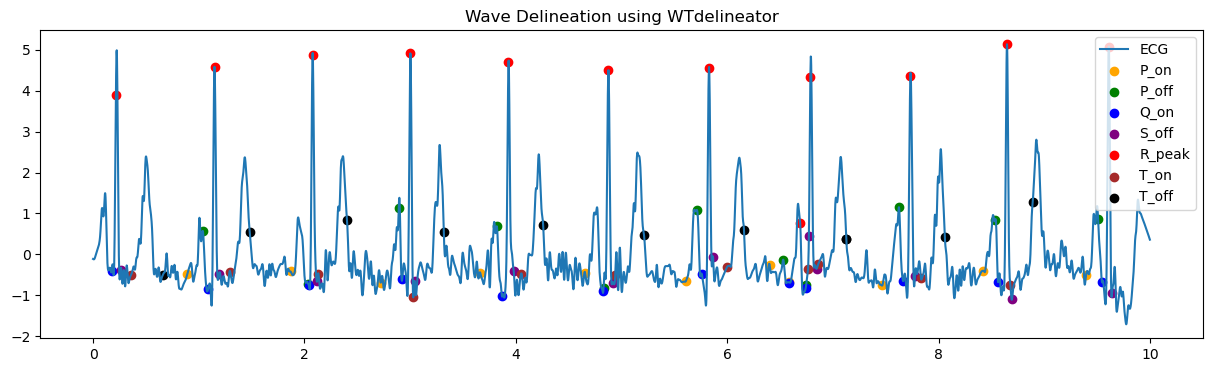 Wave Delineation using WTdelineator
5
4
3
2
1
0
−1
−2
0
2
4
6
8
10
ECG
P_on
P_off
Q_on
S_off
R_peak
T_on
T_off